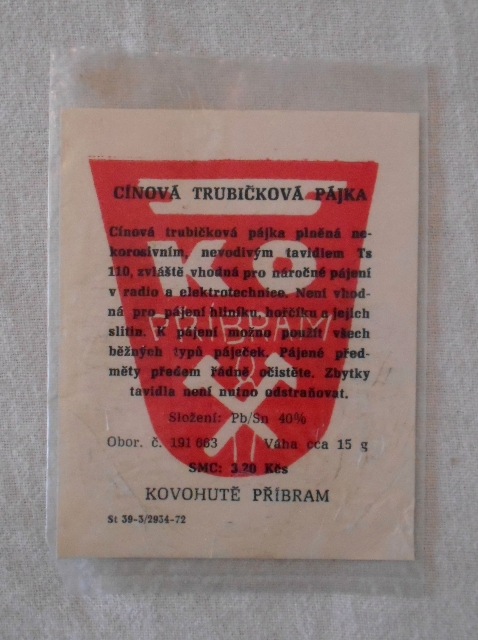 CÍNOVÁ TRUBIČKOVÁ PÁJKA
Cínová trubičková pájka plněná ne-
korosivním, nevodivým tavidlem Ts
110, zvláště vhodná pro náročné pájení
v radio a elektrotechnice. Není vhod-
ná pro pájení hliníku, hořčíku a jejich
slitin. K pájení možno použít všech
běžných typů páječek. Pájené před-
měty předem řádně očistěte. Zbytky
tavidla není nutno odstraňovat.
Složení: Pb/Sn 40%
Obor. č. 191 663 Váha cca 15 g
SMC: 3.20 Kčs
KOVOHUTĚ PŘÍBRAM
St 39-3/2934-72
KO
PŘÍBRAM